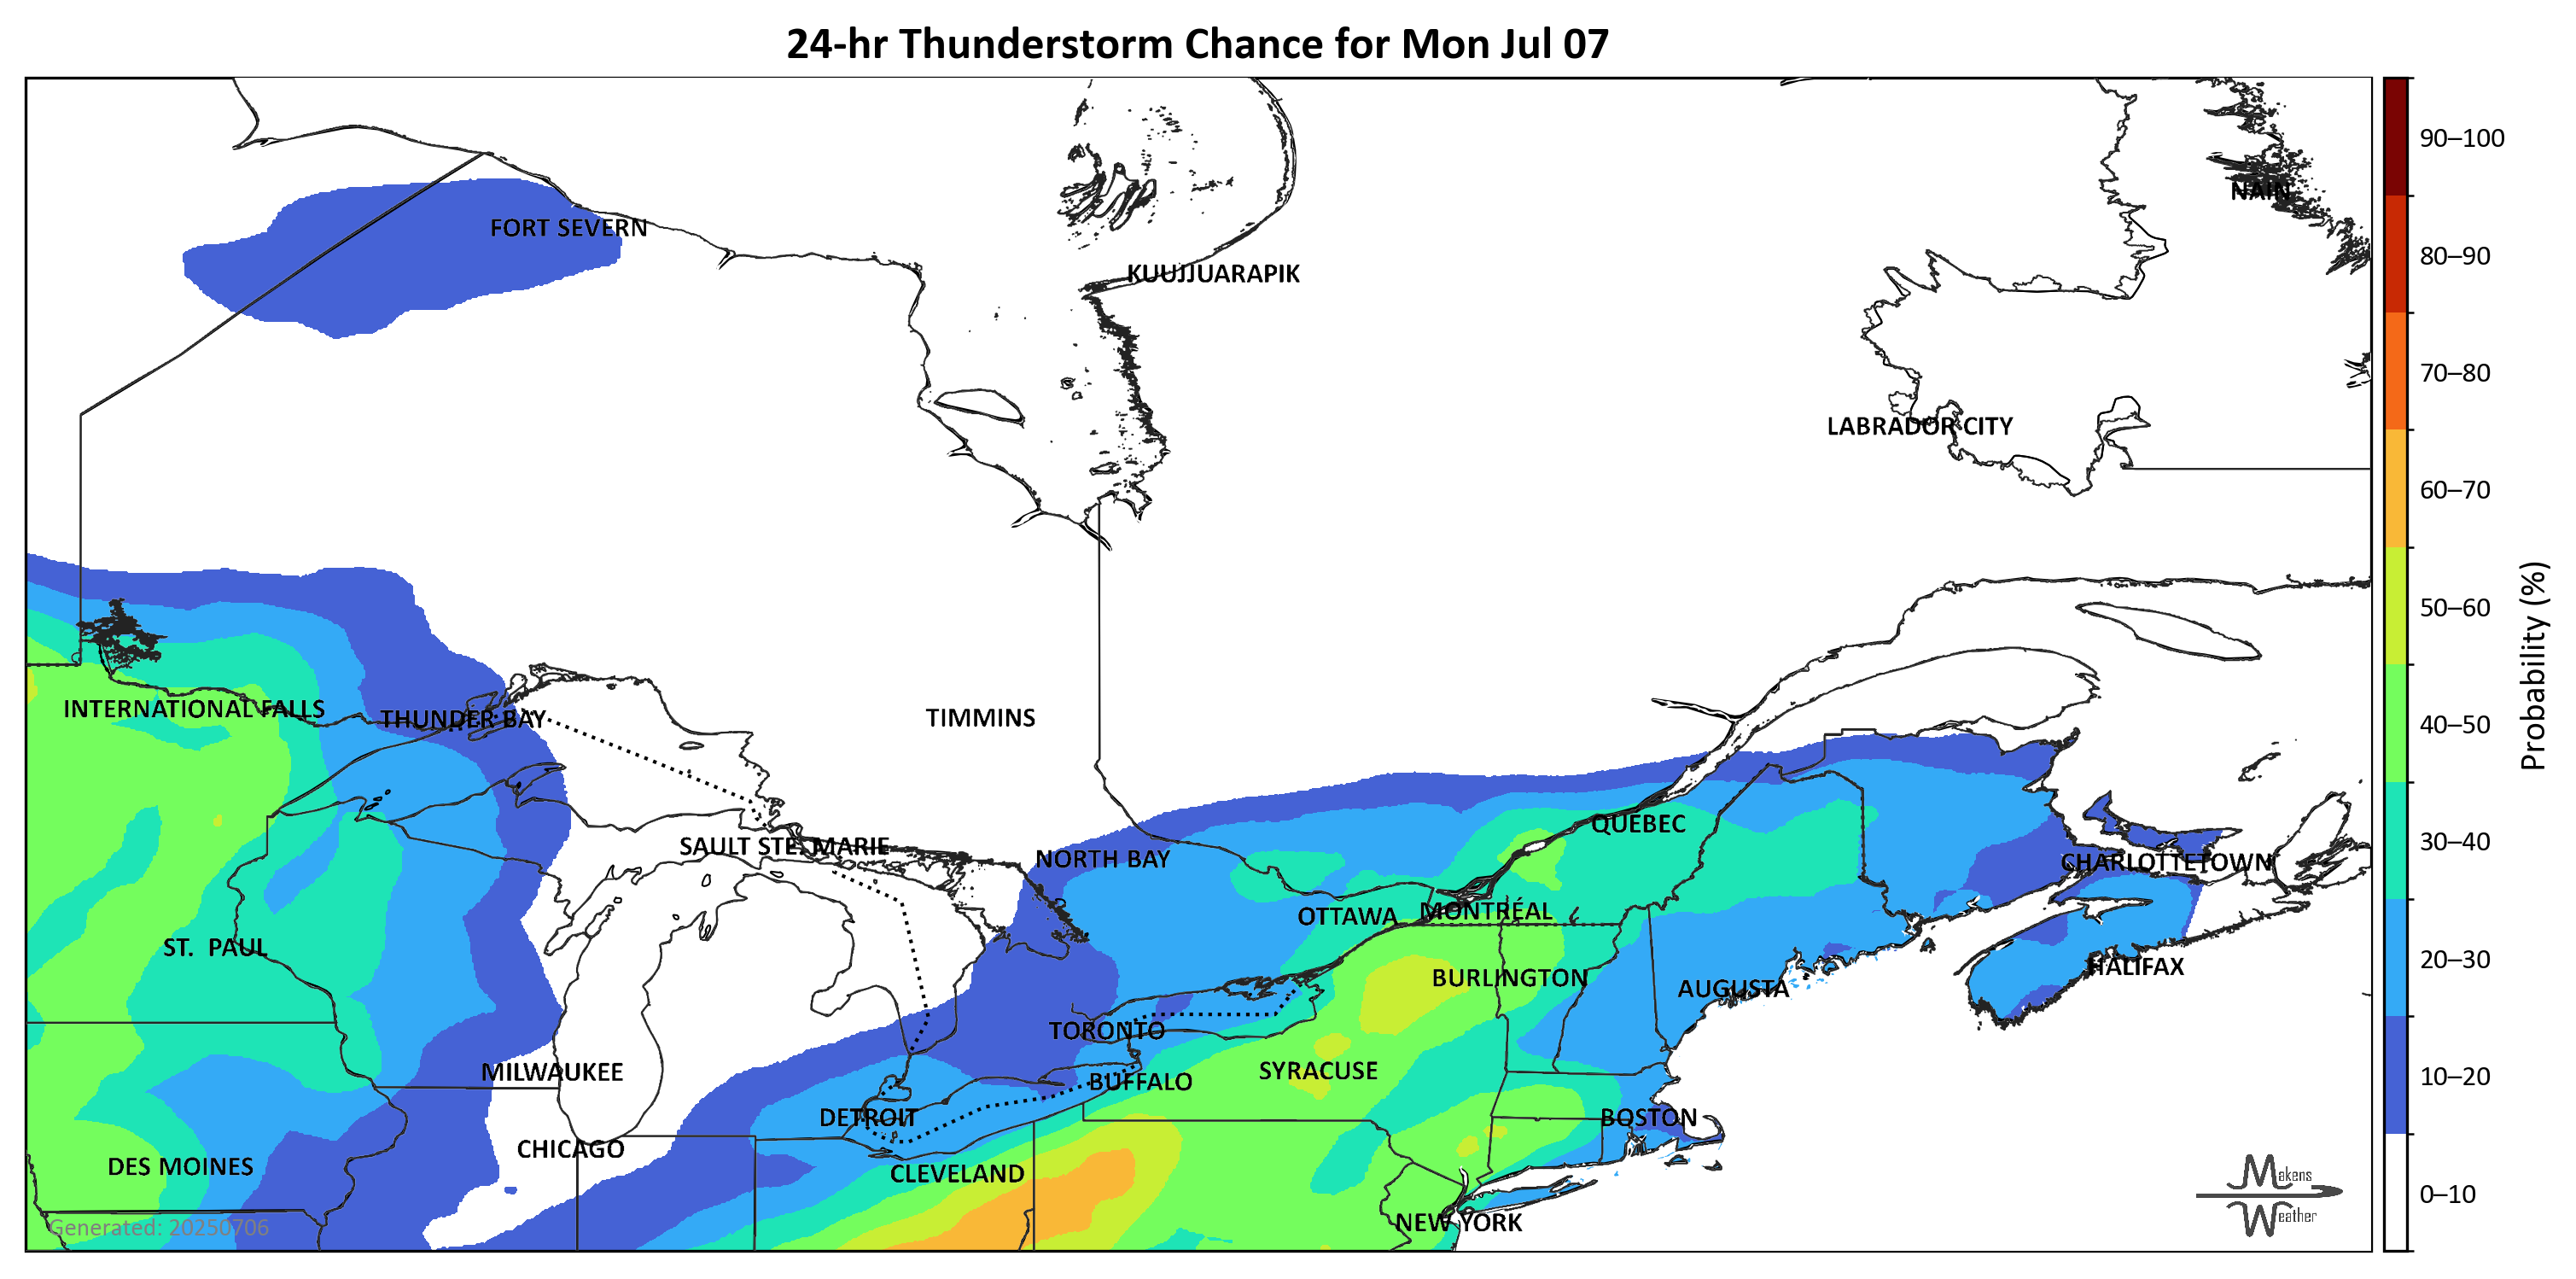 24-hr Thunderstorm Chance for Mon Jul 07
90–100
NAIN
FORT SEVERN
80–90
KUUJJUARAPIK
70–80
LABRADOR CITY
60–70
50–60
Probability (%)
INTERNATIONAL FALLS
THUNDER BAY
TIMMINS
40–50
QUEBEC
30–40
SAULT STE. MARIE
NORTH BAY
CHARLOTTETOWN
OTTAWA
MONTRÉAL
ST. PAUL
20–30
HALIFAX
BURLINGTON
AUGUSTA
TORONTO
MILWAUKEE
SYRACUSE
10–20
BUFFALO
DETROIT
BOSTON
CHICAGO
DES MOINES
CLEVELAND
Makens
Weather
0–10
NEW YORK
Generated: 20250706